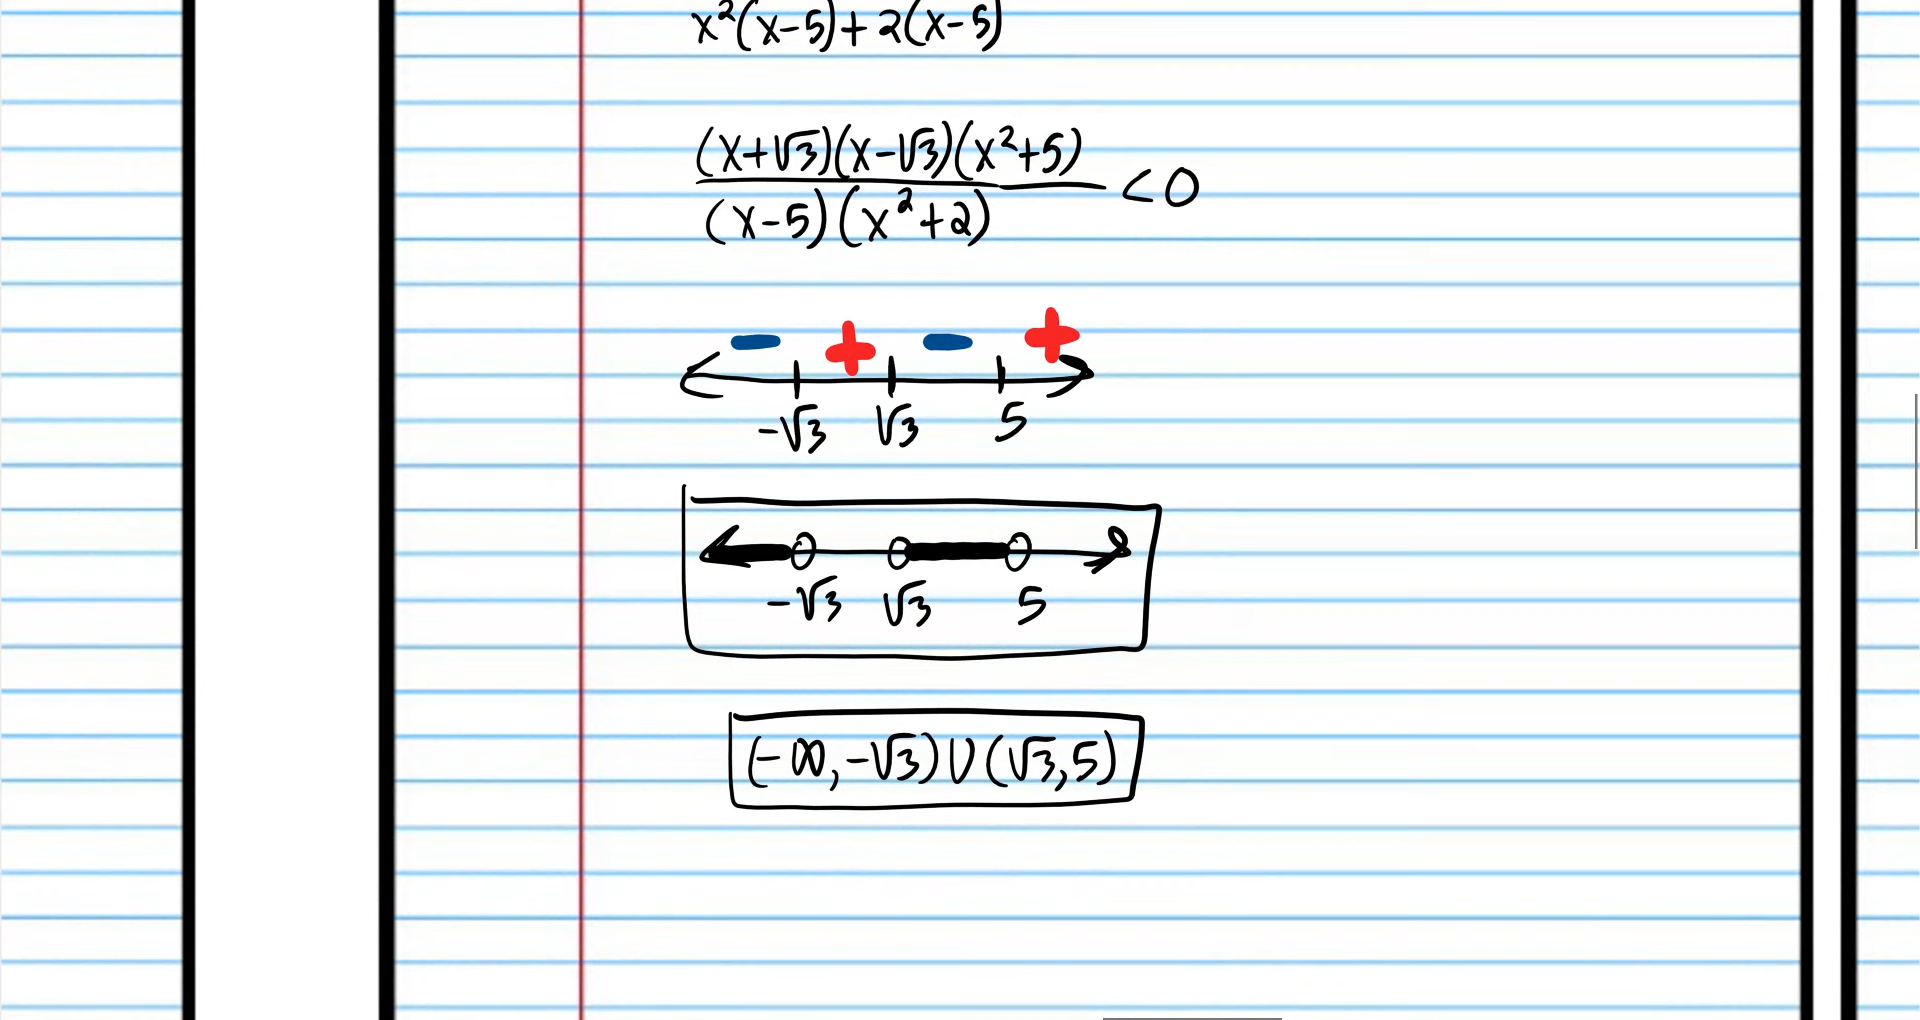 x²(x-5)+2(x-5)
(x+√3)(x-√3)(x²+5)
(x-5)(x²+2)
<0
- + - +
-√3 √3 5
-√3 √3 5
(-∞,-√3)∪(√3,5)